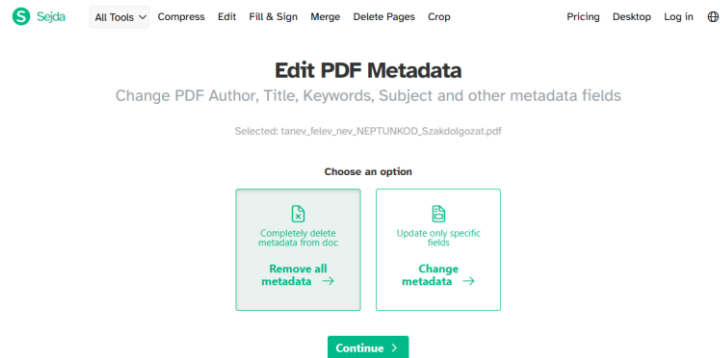 Sejda
All Tools Compress Edit Fill & Sign Merge Delete Pages Crop Pricing Desktop Log in
Edit PDF Metadata
Change PDF Author, Title, Keywords, Subject and other metadata fields
Selected: tanev_felev_nev_NEPTUNKOD_Szakdolgozat.pdf
Choose an option
Completely delete
metadata from doc
Remove all
metadata →
Update only specific
fields
Change
metadata →
Continue >